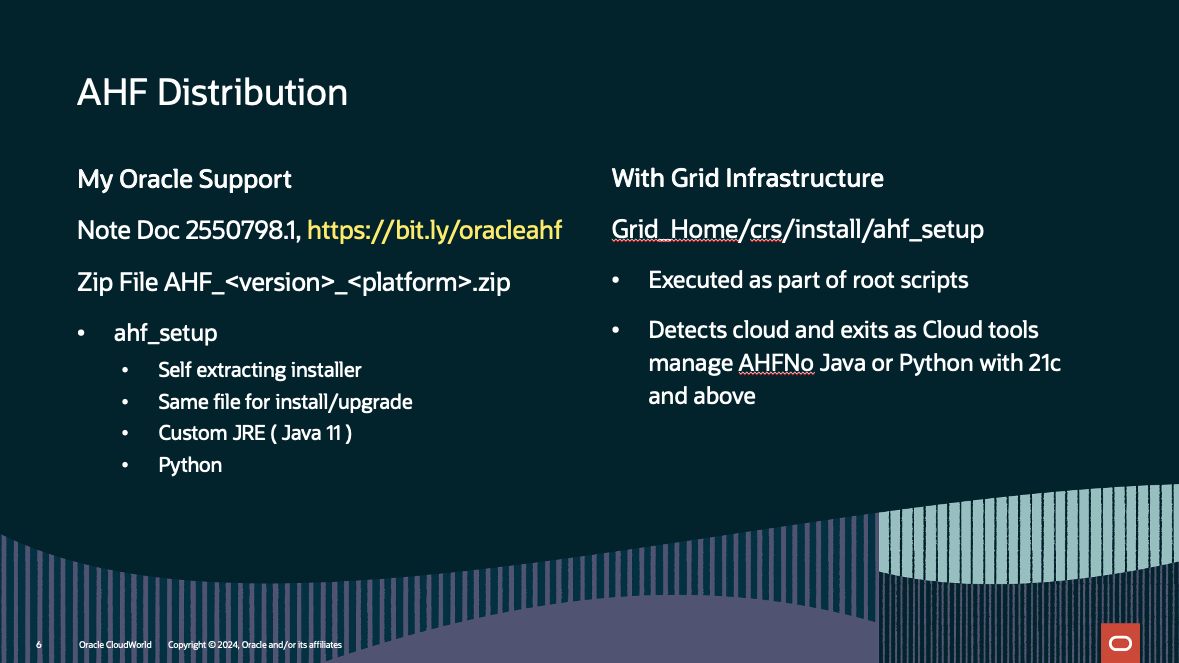 AHF Distribution
My Oracle Support
Note Doc 2550798.1, https://bit.ly/oracleahf
Zip File AHF_<version>_<platform>.zip
• ahf_setup
• Self extracting installer
• Same file for install/upgrade
• Custom JRE ( Java 11 )
• Python
With Grid Infrastructure
Grid_Home/crs/install/ahf_setup
• Executed as part of root scripts
• Detects cloud and exits as Cloud tools
manage AHFNo Java or Python with 21c
and above
6 Oracle CloudWorld Copyright © 2024, Oracle and/or its affiliates